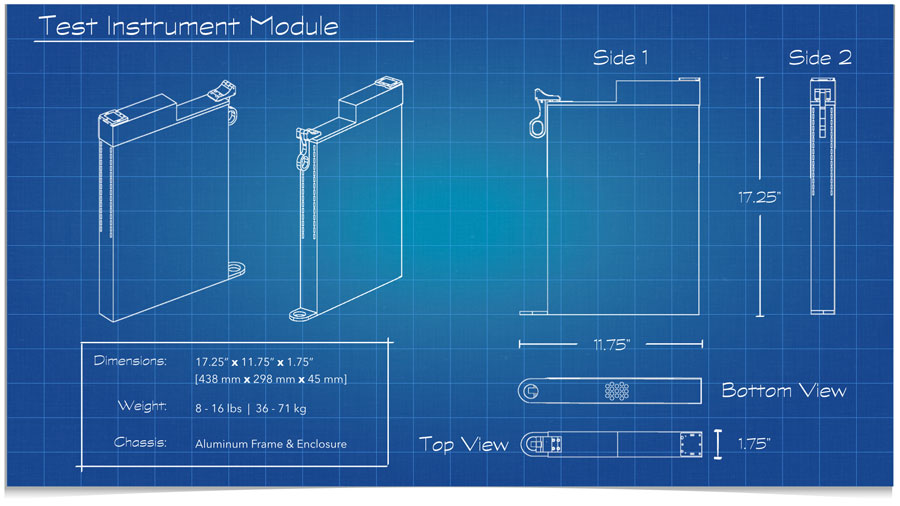 Test Instrument Module
Side 1
Side 2
17.25"
11.75"
Dimensions:
17.25" x 11.75" x 1.75"
[438 mm x 298 mm x 45 mm]
Weight:
8 - 16 lbs | 36 - 71 kg
Chassis:
Aluminum Frame & Enclosure
Bottom View
Top View
1.75"